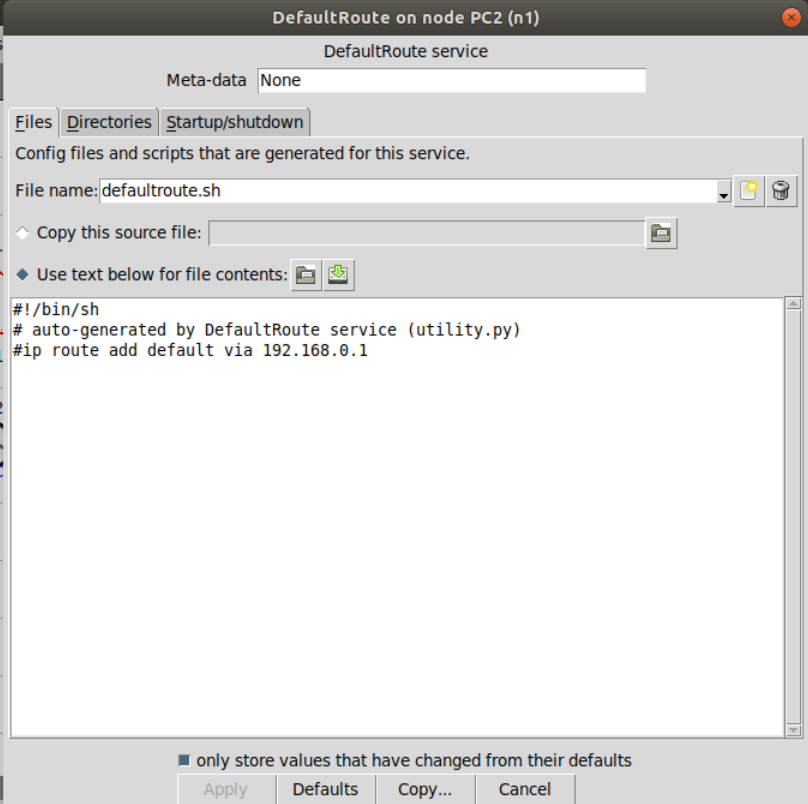 DefaultRoute on node PC2 (n1)
DefaultRoute service
Meta-data None
Files Directories Startup/shutdown
Config files and scripts that are generated for this service.
File name: defaultroute.sh
Copy this source file:
Use text below for file contents:
#!/bin/sh
# auto-generated by DefaultRoute service (utility.py)
#ip route add default via 192.168.0.1
only store values that have changed from their defaults
Apply Defaults Copy... Cancel